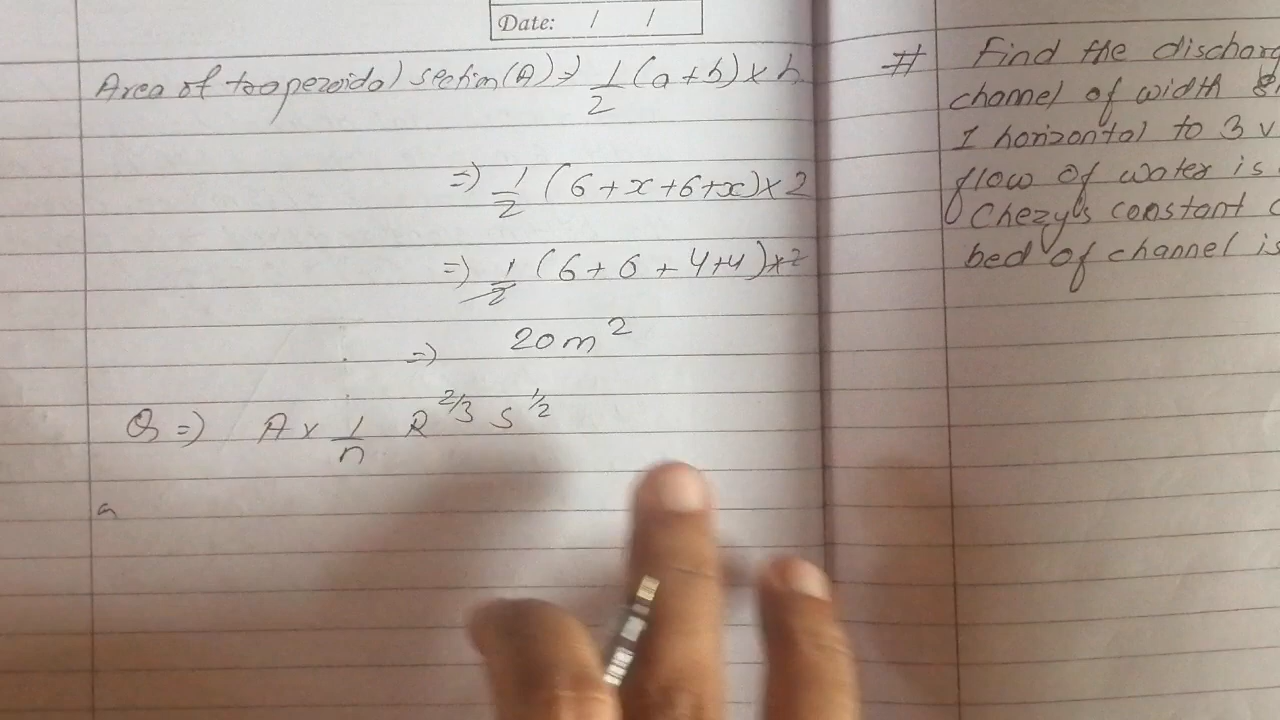 Date: / /
Area of trapezoidal section (A) => 1/2 (a+b) x h
=> 1/2 (6+x+6+x) x 2
=> 1/2 (6+6+4+4) x 2
=> 20m²
Q => A x 1/n R^2/3 S^1/2
a
# Find the discharg
channel of width
1 horizontal to 3 v
flow of water is
Chezy's constant C
bed of channel is